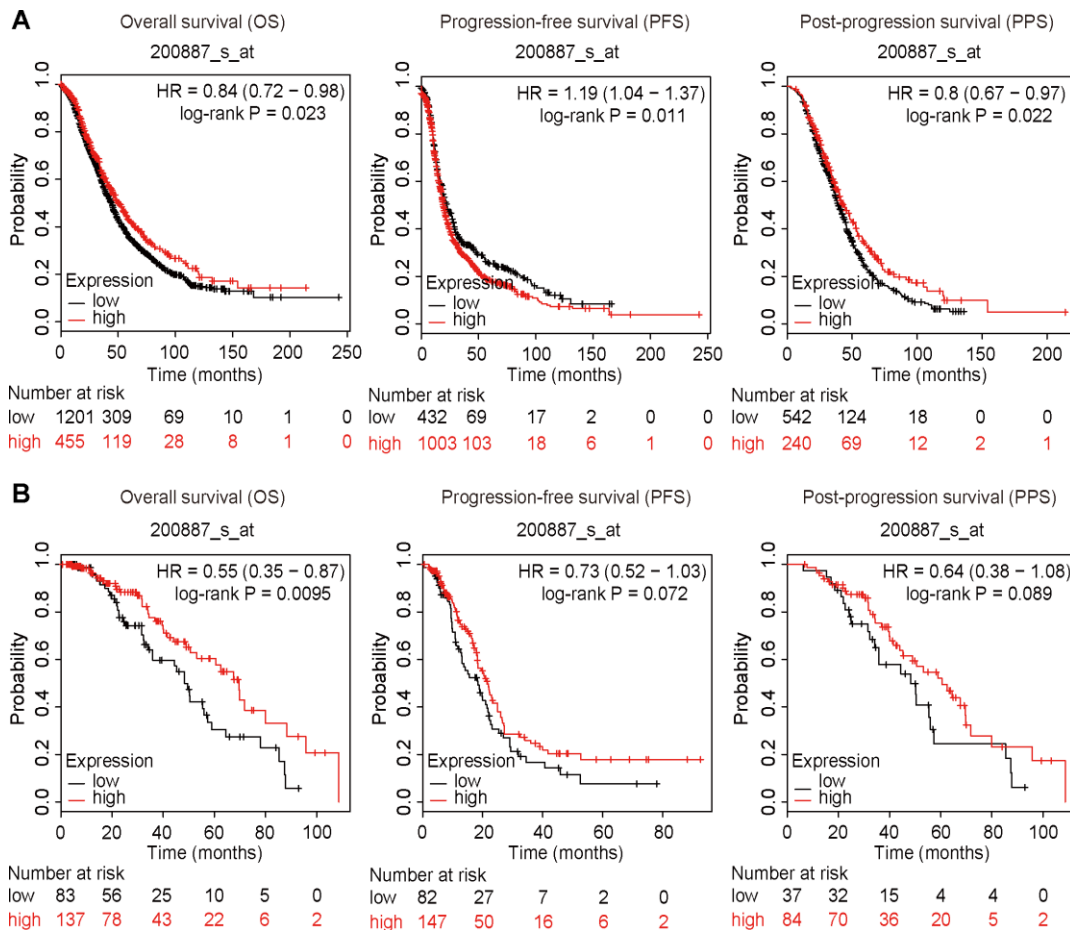 A
Overall survival (OS)
200887_s_at
HR = 0.84 (0.72 − 0.98)
log-rank P = 0.023
Probability
1.0
0.8
0.6
0.4
0.2
0.0
Expression
low
high
0 50 100 150 200 250
Time (months)
Number at risk
low 1201 309 69 10 1 0
high 455 119 28 8 1 0
Progression-free survival (PFS)
200887_s_at
HR = 1.19 (1.04 − 1.37)
log-rank P = 0.011
Probability
1.0
0.8
0.6
0.4
0.2
0.0
Expression
low
high
0 50 100 150 200 250
Time (months)
Number at risk
low 432 69 17 2 0 0
high 1003 103 18 6 1 0
Post-progression survival (PPS)
200887_s_at
HR = 0.8 (0.67 − 0.97)
log-rank P = 0.022
Probability
1.0
0.8
0.6
0.4
0.2
0.0
Expression
low
high
0 50 100 150 200
Time (months)
Number at risk
low 542 124 18 0 0
high 240 69 12 2 1
B
Overall survival (OS)
200887_s_at
HR = 0.55 (0.35 − 0.87)
log-rank P = 0.0095
Probability
1.0
0.8
0.6
0.4
0.2
0.0
Expression
low
high
0 20 40 60 80 100
Time (months)
Number at risk
low 83 56 25 10 5 0
high 137 78 43 22 6 2
Progression-free survival (PFS)
200887_s_at
HR = 0.73 (0.52 − 1.03)
log-rank P = 0.072
Probability
1.0
0.8
0.6
0.4
0.2
0.0
Expression
low
high
0 20 40 60 80
Time (months)
Number at risk
low 82 27 7 2 0
high 147 50 16 6 2
Post-progression survival (PPS)
200887_s_at
HR = 0.64 (0.38 − 1.08)
log-rank P = 0.089
Probability
1.0
0.8
0.6
0.4
0.2
0.0
Expression
low
high
0 20 40 60 80 100
Time (months)
Number at risk
low 37 32 15 4 4 0
high 84 70 36 20 5 2